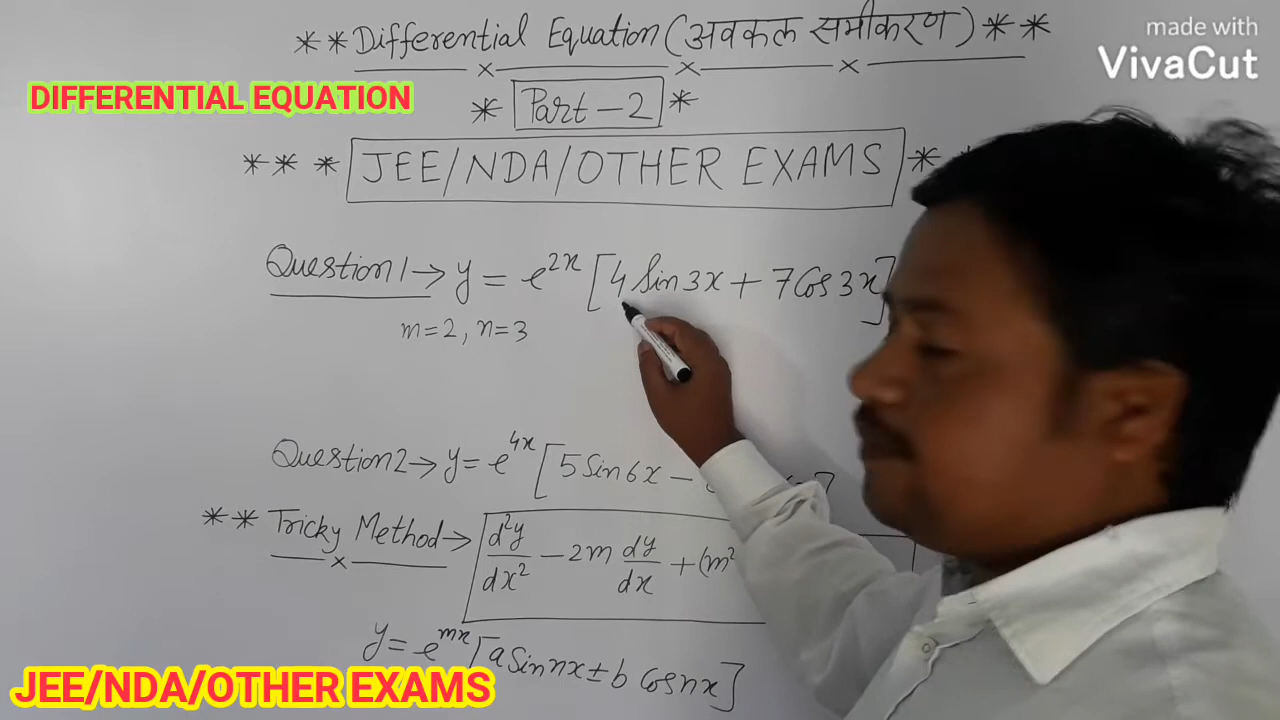 made with
VivaCut
**Differential Equation (अवकल समीकरण)**
DIFFERENTIAL EQUATION
* Part-2 *
*** JEE/NDA/OTHER EXAMS *
Question1→ y = e^2x [4 Sin 3x + 7 Cos 3x]
m=2, n=3
Question2→ y= e^4x [5 Sin 6x - ]
** Tricky Method→ d²y/dx² - 2m dy/dx + (m²
y= e^mx [a Sin nx ± b Cos nx]
JEE/NDA/OTHER EXAMS